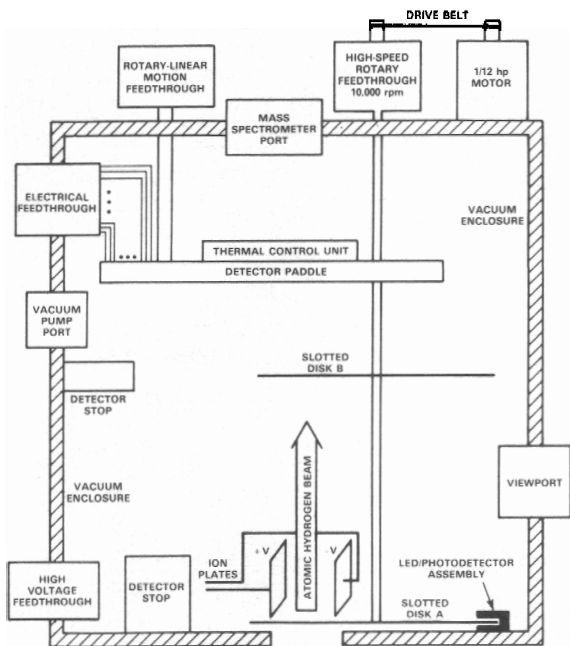 DRIVE BELT
ROTARY-LINEAR
MOTION
FEEDTHROUGH
HIGH-SPEED
ROTARY
FEEDTHROUGH
10.000 rpm
1/12 hp
MOTOR
MASS
SPECTROMETER
PORT
ELECTRICAL
FEEDTHROUGH
VACUUM
ENCLOSURE
THERMAL CONTROL UNIT
DETECTOR PADDLE
VACUUM
PUMP
PORT
SLOTTED
DISK B
DETECTOR
STOP
ATOMIC HYDROGEN BEAM
VACUUM
ENCLOSURE
VIEWPORT
+V
-V
ION
PLATES
HIGH
VOLTAGE
FEEDTHROUGH
DETECTOR
STOP
LED/PHOTODETECTOR
ASSEMBLY
SLOTTED
DISK A